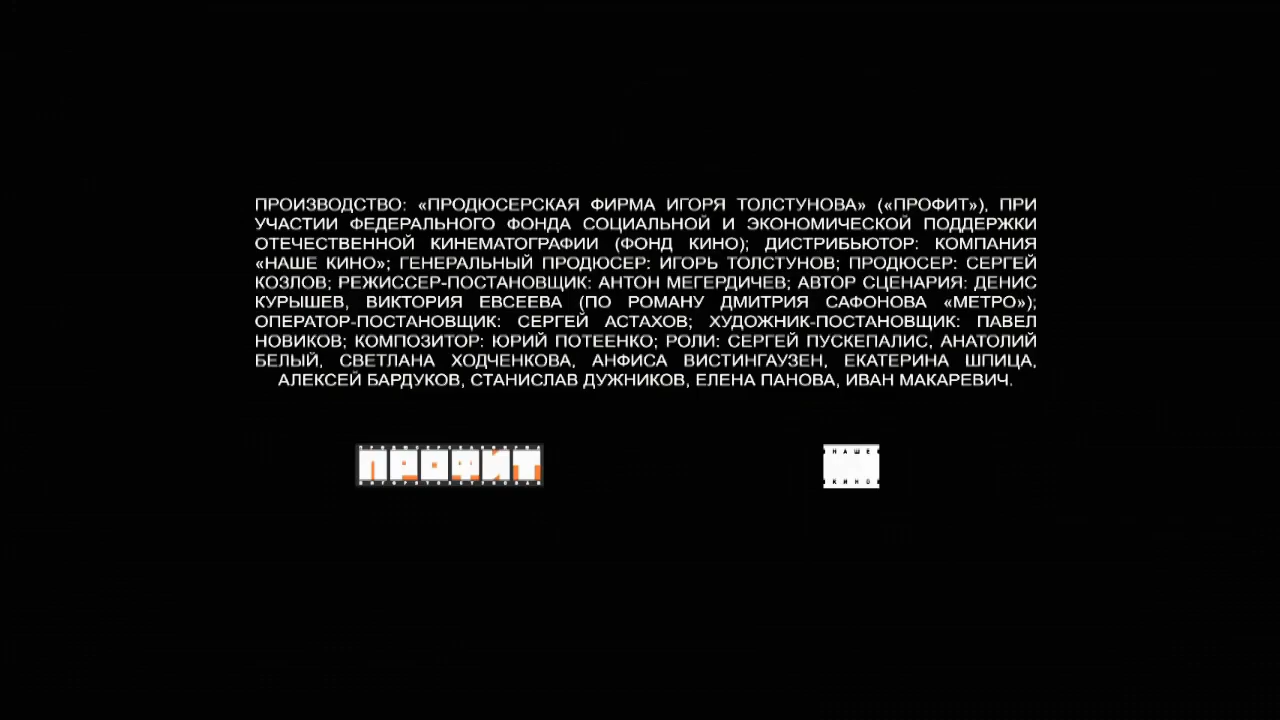 ПРОИЗВОДСТВО: «ПРОДЮСЕРСКАЯ ФИРМА ИГОРЯ ТОЛСТУНОВА» («ПРОФИТ»), ПРИ
УЧАСТИИ ФЕДЕРАЛЬНОГО ФОНДА СОЦИАЛЬНОЙ И ЭКОНОМИЧЕСКОЙ ПОДДЕРЖКИ
ОТЕЧЕСТВЕННОЙ КИНЕМАТОГРАФИИ (ФОНД КИНО); ДИСТРИБЬЮТОР: КОМПАНИЯ
«НАШЕ КИНО»; ГЕНЕРАЛЬНЫЙ ПРОДЮСЕР: ИГОРЬ ТОЛСТУНОВ; ПРОДЮСЕР: СЕРГЕЙ
КОЗЛОВ; РЕЖИССЕР-ПОСТАНОВЩИК: АНТОН МЕГЕРДИЧЕВ; АВТОР СЦЕНАРИЯ: ДЕНИС
КУРЫШЕВ, ВИКТОРИЯ ЕВСЕЕВА (ПО РОМАНУ ДМИТРИЯ САФОНОВА «МЕТРО»);
ОПЕРАТОР-ПОСТАНОВЩИК: СЕРГЕЙ АСТАХОВ; ХУДОЖНИК-ПОСТАНОВЩИК: ПАВЕЛ
НОВИКОВ; КОМПОЗИТОР: ЮРИЙ ПОТЕЕНКО; РОЛИ: СЕРГЕЙ ПУСКЕПАЛИС, АНАТОЛИЙ
БЕЛЫЙ, СВЕТЛАНА ХОДЧЕНКОВА, АНФИСА ВИСТИНГАУЗЕН, ЕКАТЕРИНА ШПИЦА,
АЛЕКСЕЙ БАРДУКОВ, СТАНИСЛАВ ДУЖНИКОВ, ЕЛЕНА ПАНОВА, ИВАН МАКАРЕВИЧ.
ПРОФИТ
НАШЕ
КИНО